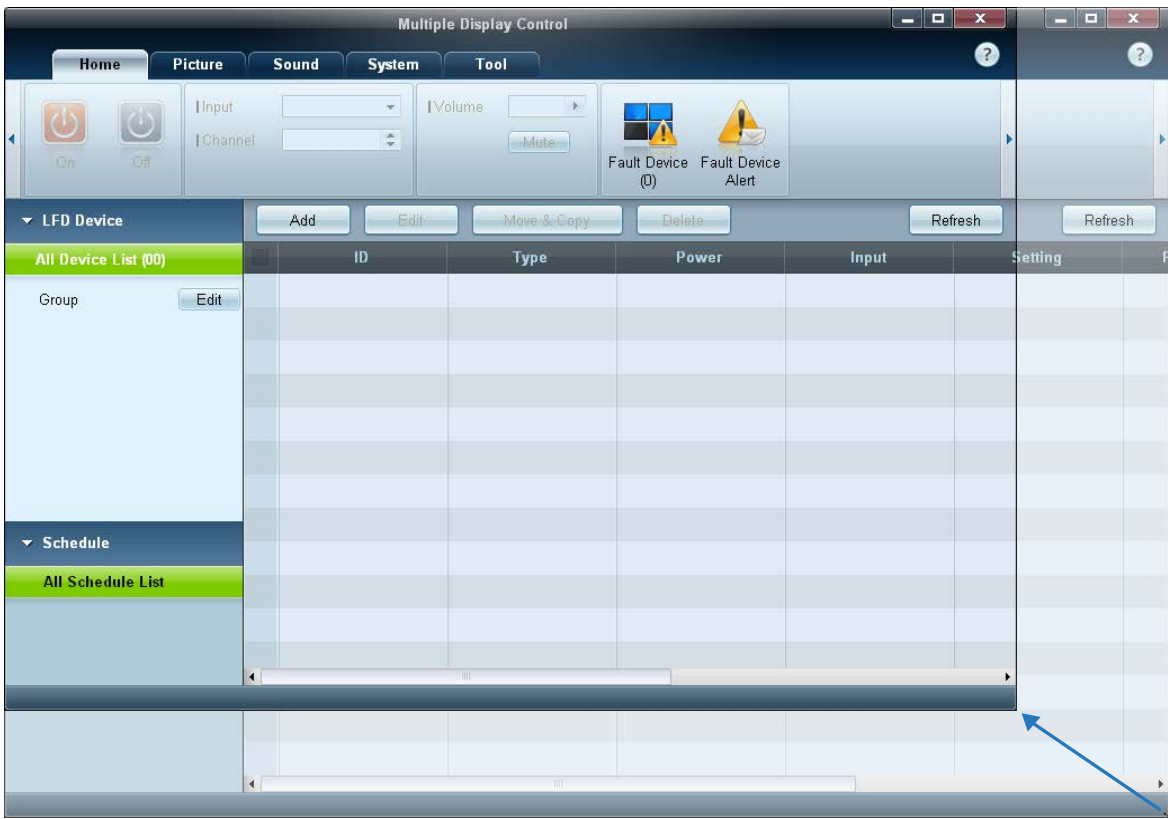 Multiple Display Control
Home Picture Sound System Tool
Input
Channel
On Off
Volume
Mute
Fault Device
(0)
Fault Device
Alert
LFD Device
Add Edit Move & Copy Delete Refresh Refresh
All Device List (00)
ID Type Power Input Setting
Group Edit
Schedule
All Schedule List